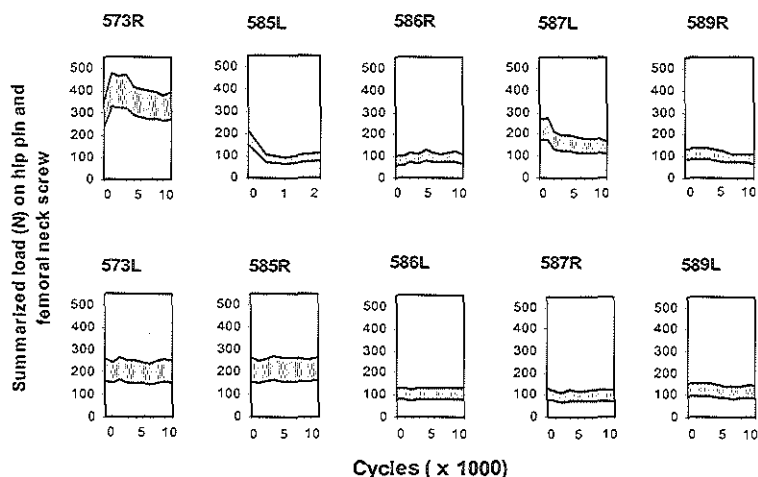 573R 585L 586R 587L 589R
500 500 500 500 500
400 400 400 400 400
300 300 300 300 300
200 200 200 200 200
100 100 100 100 100
0 0 0 0 0
0 5 10 0 1 2 0 5 10 0 5 10 0 5 10
Summarized load (N) on hip pin and
femoral neck screw
573L 585R 586L 587R 589L
500 500 500 500 500
400 400 400 400 400
300 300 300 300 300
200 200 200 200 200
100 100 100 100 100
0 0 0 0 0
0 5 10 0 5 10 0 5 10 0 5 10 0 5 10
Cycles ( x 1000)